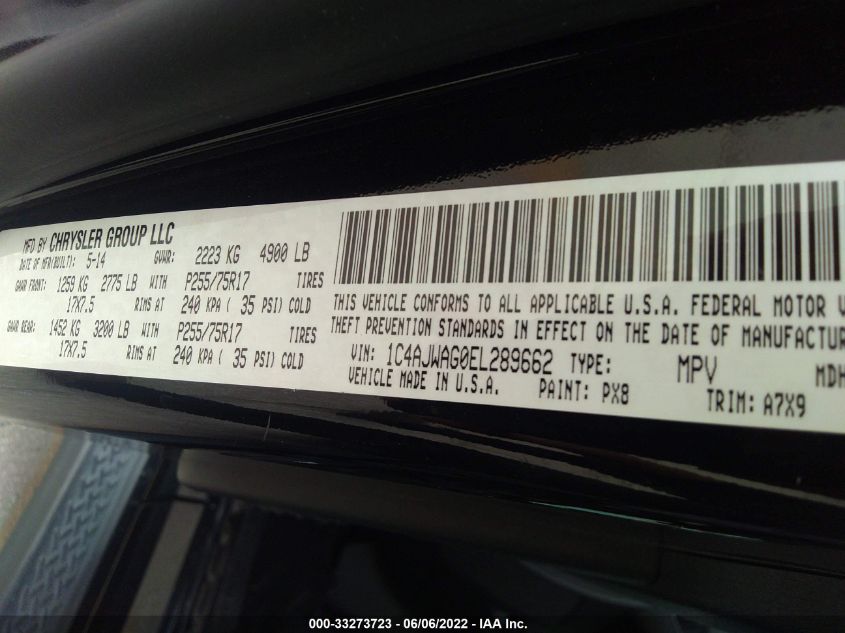 MFD BY CHRYSLER GROUP LLC
DATE OF MFR(BUILT): 5-14 GVWR: 2223 KG 4900 LB
GAWR FRONT: 1259 KG 2775 LB WITH P255/75R17 TIRES
17X7.5 RIMS AT 240 KPA ( 35 PSI) COLD
GAWR REAR: 1452 KG 3200 LB WITH P255/75R17 TIRES
17X7.5 RIMS AT 240 KPA ( 35 PSI) COLD
THIS VEHICLE CONFORMS TO ALL APPLICABLE U.S.A. FEDERAL MOTOR V
THEFT PREVENTION STANDARDS IN EFFECT ON THE DATE OF MANUFACTUR
VIN: 1C4AJWAG0EL289662 TYPE: MPV MDH
VEHICLE MADE IN U.S.A. PAINT: PX8 TRIM: A7X9
000-33273723 - 06/06/2022 - IAA Inc.